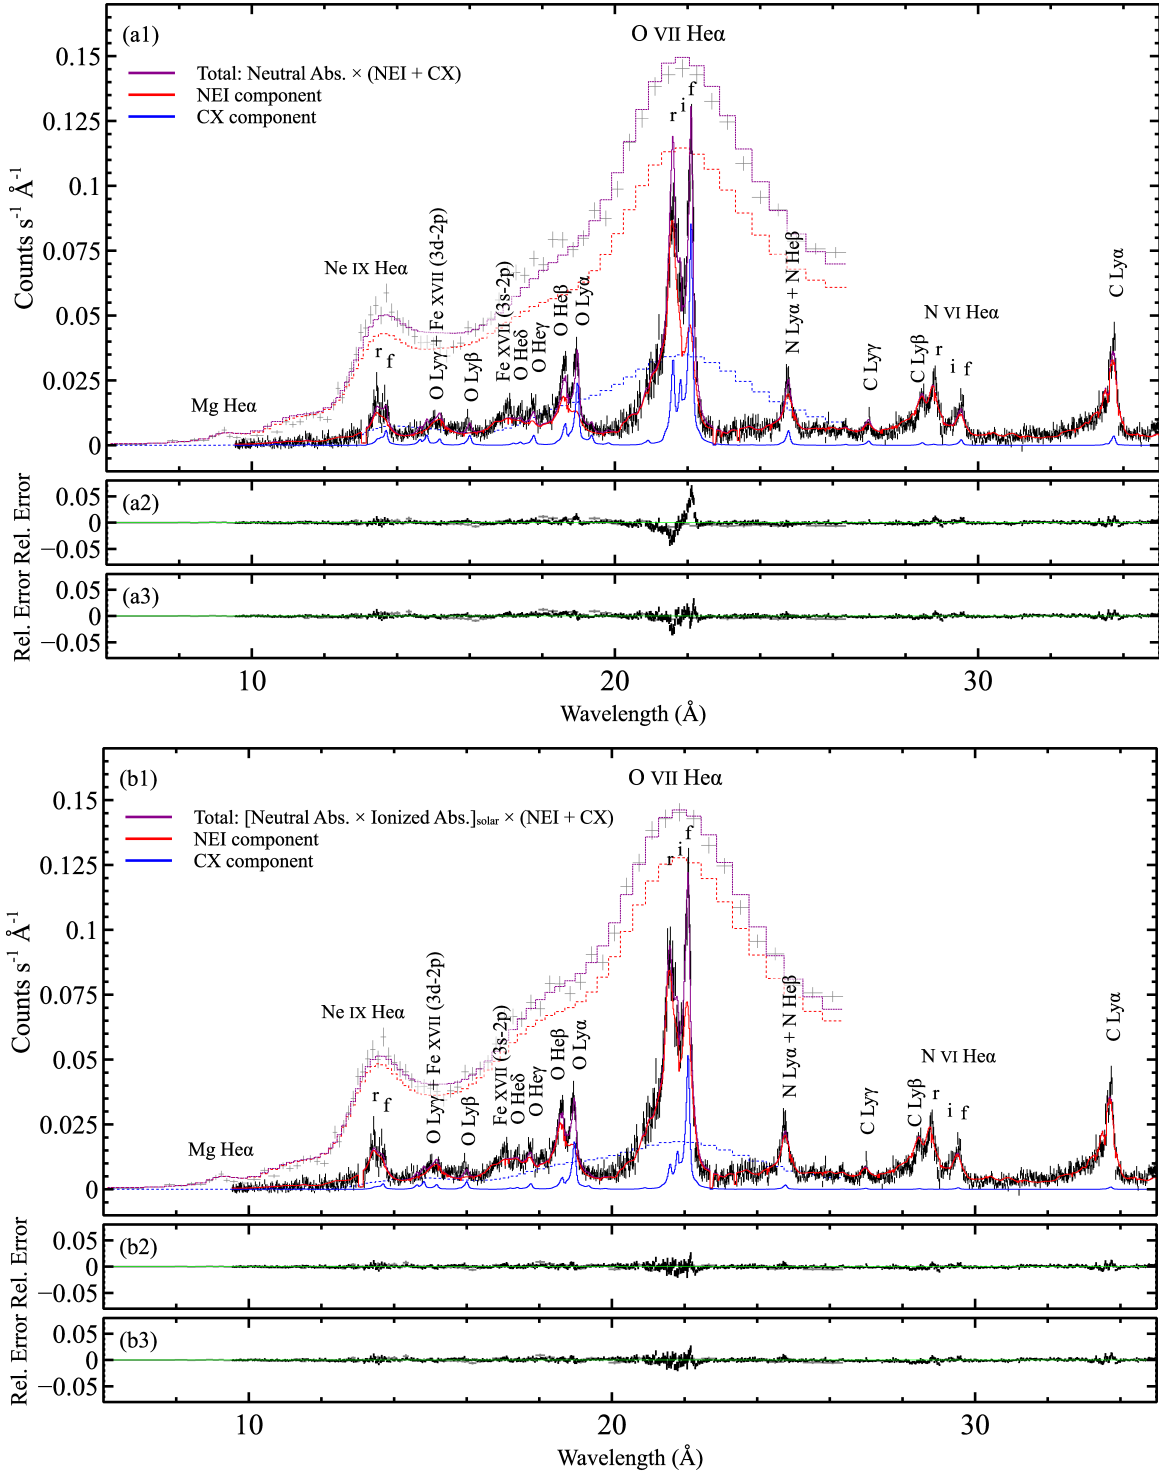 (a1)
O VII Heα
Total: Neutral Abs. × (NEI + CX)
NEI component
CX component
r i f
Ne IX Heα
r f
Mg Heα
O Lyγ + Fe XVII (3d-2p)
O Lyβ
Fe XVII (3s-2p)
O Heδ
O Heγ
O Heβ
O Lyα
N Lyα + N Heβ
C Lyγ
C Lyβ
N VI Heα
r i f
C Lyα
Counts s-1 Å-1
0.15
0.125
0.1
0.075
0.05
0.025
0
(a2)
Rel. Error
0.05
0
−0.05
(a3)
Rel. Error
0.05
0
−0.05
10 20 30
Wavelength (Å)
(b1)
O VII Heα
Total: [Neutral Abs. × Ionized Abs.]solar × (NEI + CX)
NEI component
CX component
r i f
Ne IX Heα
r f
Mg Heα
O Lyγ + Fe XVII (3d-2p)
O Lyβ
Fe XVII (3s-2p)
O Heδ
O Heγ
O Heβ
O Lyα
N Lyα + N Heβ
C Lyγ
C Lyβ
N VI Heα
r i f
C Lyα
Counts s-1 Å-1
0.15
0.125
0.1
0.075
0.05
0.025
0
(b2)
Rel. Error
0.05
0
−0.05
(b3)
Rel. Error
0.05
0
−0.05
10 20 30
Wavelength (Å)